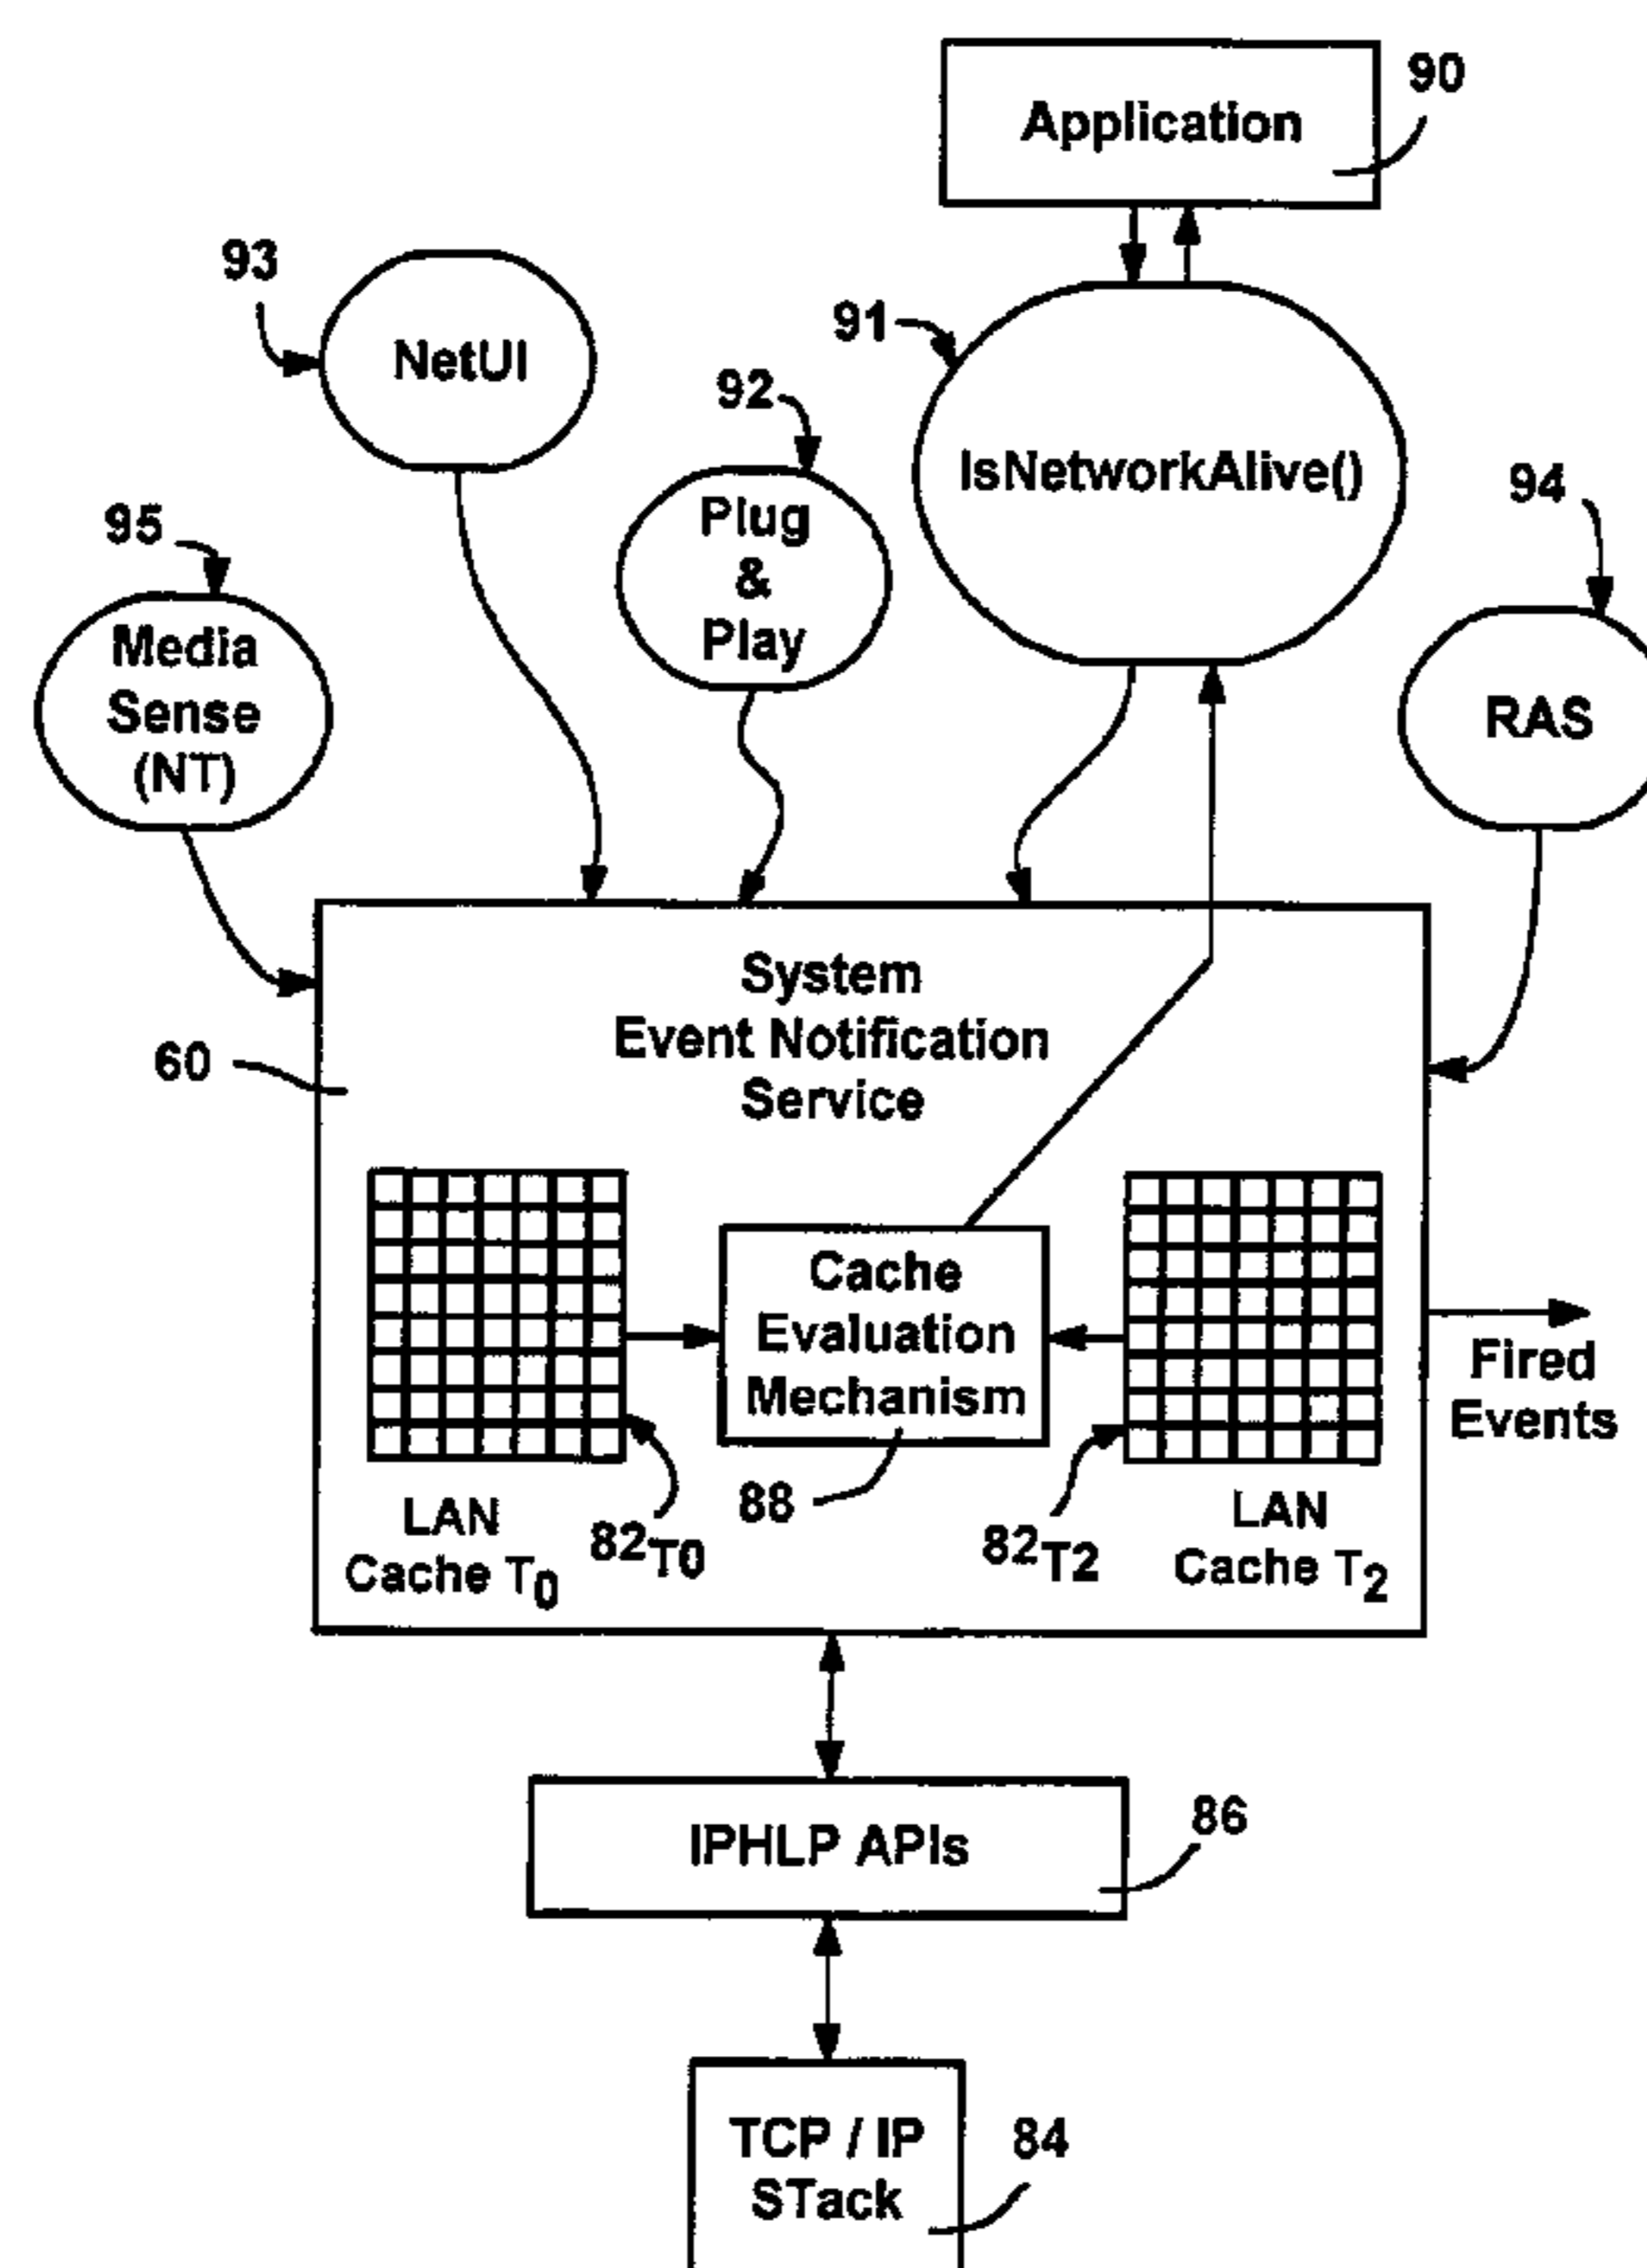 Application
90
93
NetUI
91
92
IsNetworkAlive()
94
95
Plug
&
Play
Media
Sense
(NT)
RAS
60
System
Event Notification
Service
Cache
Evaluation
Mechanism
Fired
Events
88
LAN
Cache T0
82T0
82T2
LAN
Cache T2
IPHLP APIs
86
TCP / IP
STack
84